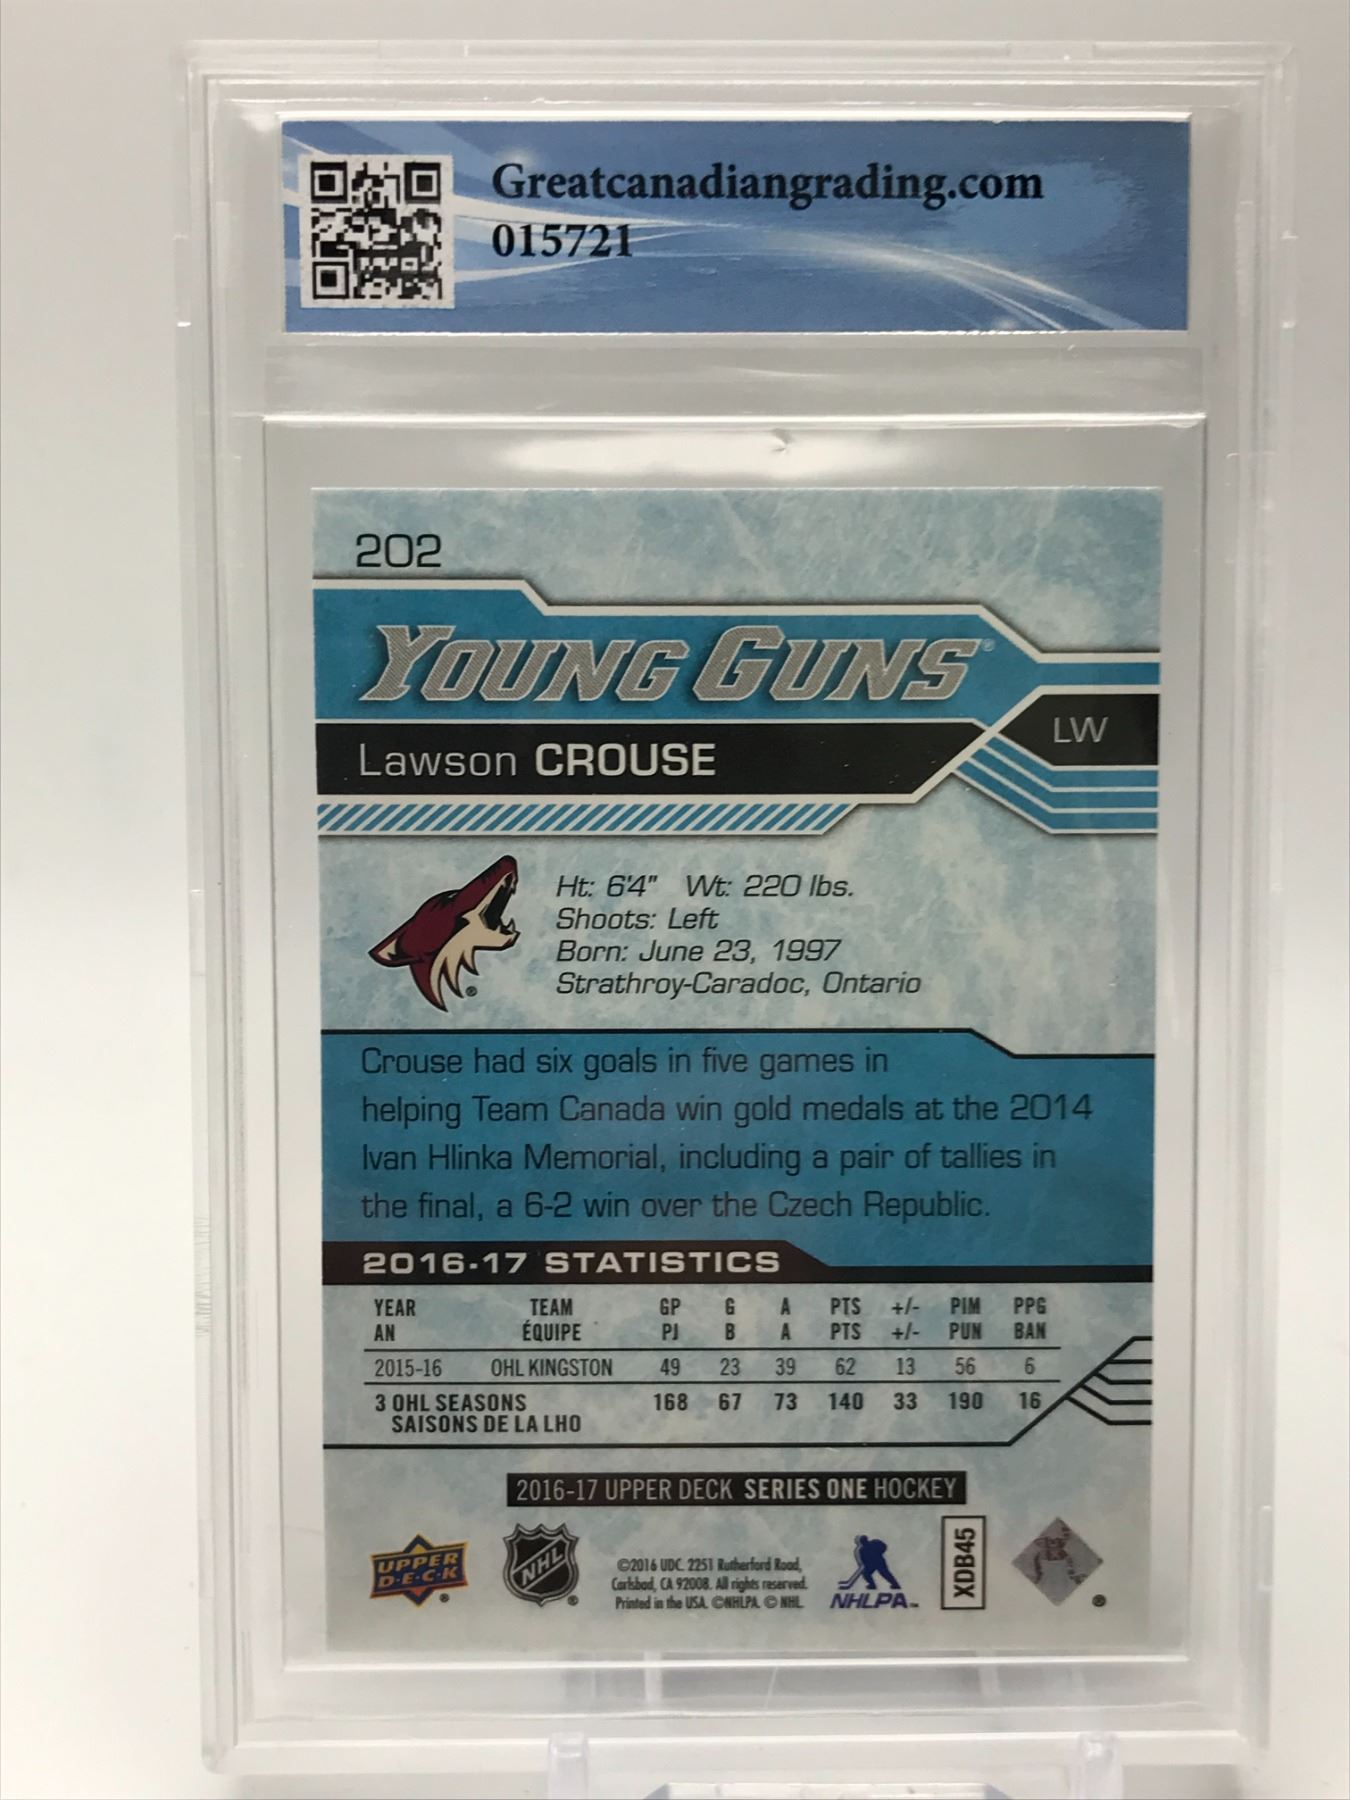 Greatcanadiangrading.com
015721
202
YOUNG GUNS®
LW
Lawson CROUSE
Ht: 6'4" Wt: 220 lbs.
Shoots: Left
Born: June 23, 1997
Strathroy-Caradoc, Ontario
®
Crouse had six goals in five games in
helping Team Canada win gold medals at the 2014
Ivan Hlinka Memorial, including a pair of tallies in
the final, a 6-2 win over the Czech Republic.
2016-17 STATISTICS
YEAR TEAM GP G A PTS +/- PIM PPG
AN ÉQUIPE PJ B A PTS +/- PUN BAN
2015-16 OHL KINGSTON 49 23 39 62 13 56 6
3 OHL SEASONS 168 67 73 140 33 190 16
SAISONS DE LA LHO
2016-17 UPPER DECK SERIES ONE HOCKEY
UPPER
D·E·C·K ®
NHL ®
©2016 UDC. 2251 Rutherford Road,
Carlsbad, CA 92008. All rights reserved.
Printed in the USA. ©NHLPA. © NHL
NHLPA™
XDB45
®